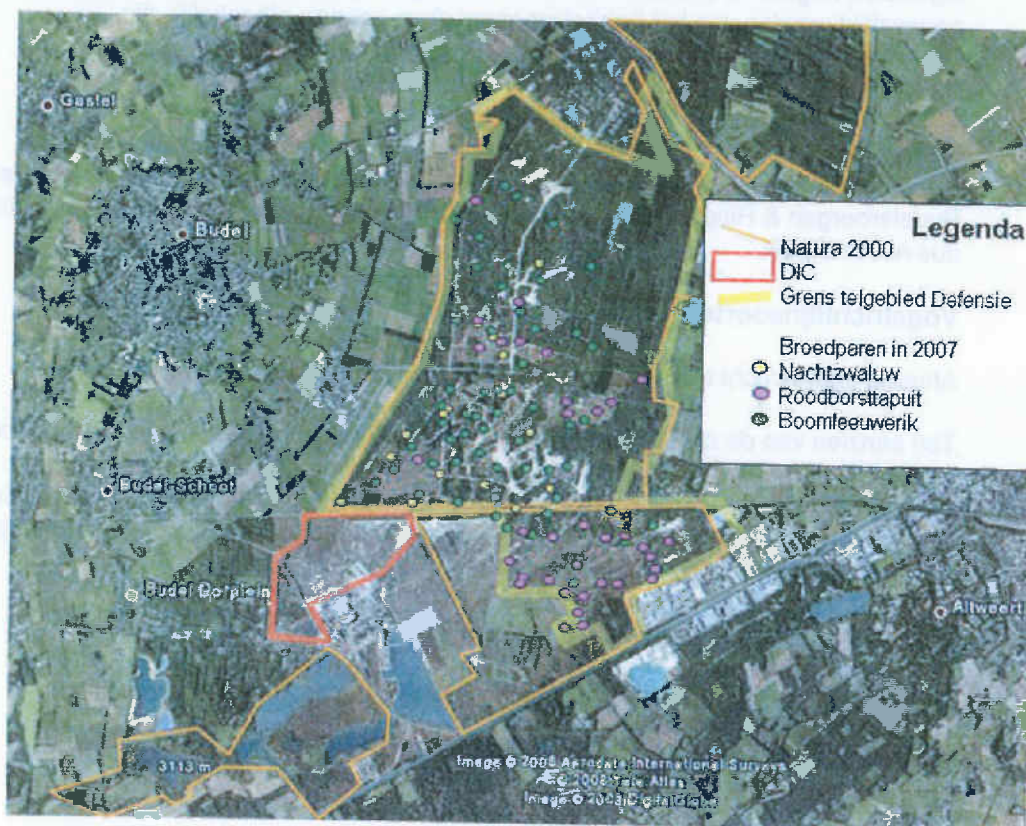 Gastel
Budel
Legenda
Natura 2000
DIC
Grens telgebied Defensie
Broedparen in 2007
Nachtzwaluw
Roodborsttapuit
Boomleeuwerik
Budel-Schoot
Budel Dorplein
Altweert
3113 m
Image © 2008 Aerodata International Surveys
© 2008 Tele Atlas
Image © 2008